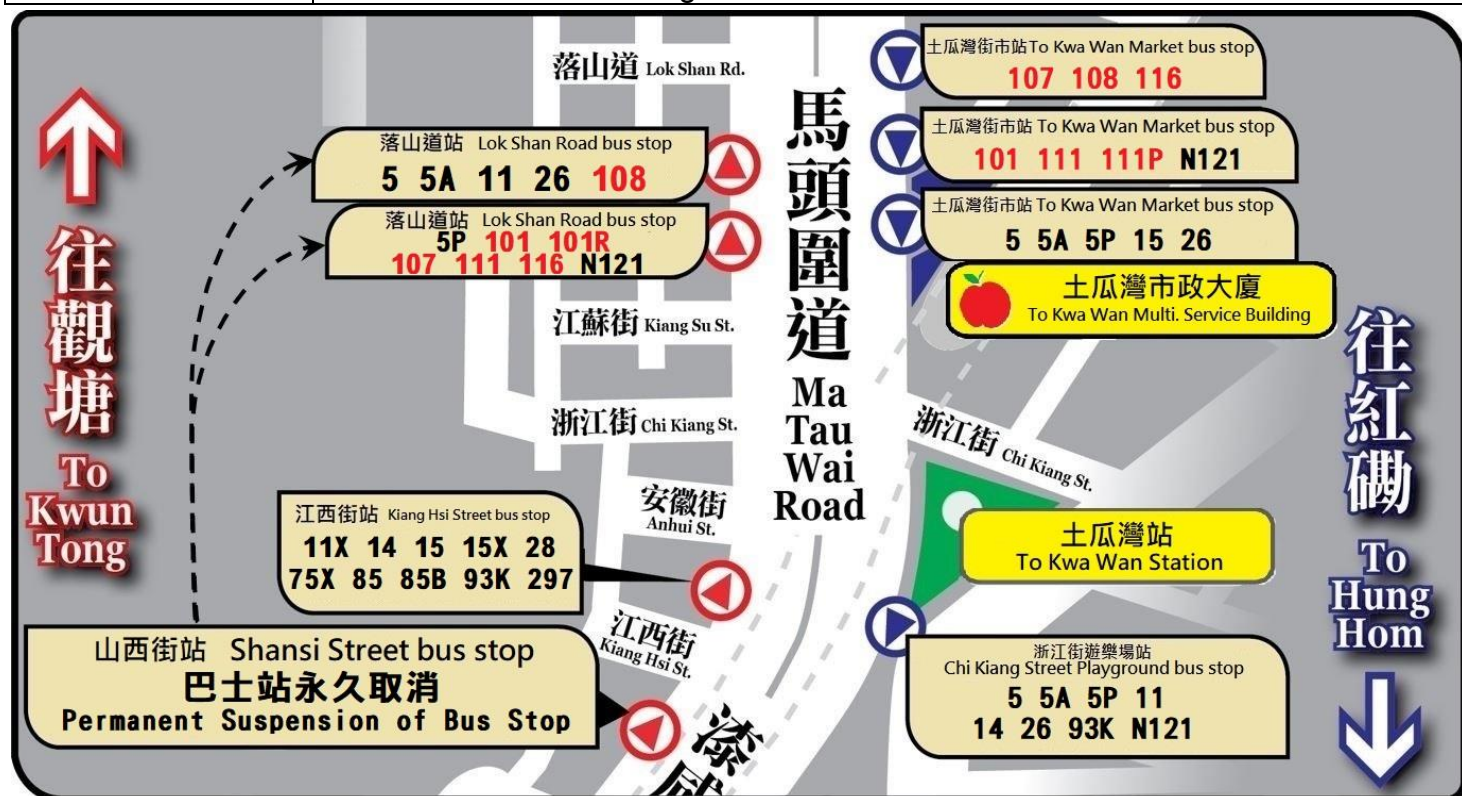 落山道 Lok Shan Rd.
土瓜灣街市站To Kwa Wan Market bus stop
107 108 116
土瓜灣街市站 To Kwa Wan Market bus stop
101 111 111P N121
土瓜灣街市站 To Kwa Wan Market bus stop
5 5A 5P 15 26
土瓜灣市政大廈
To Kwa Wan Multi. Service Building
落山道站 Lok Shan Road bus stop
5 5A 11 26 108
落山道站 Lok Shan Road bus stop
5P 101 101R
107 111 116 N121
馬頭圍道
Ma
Tau
Wai
Road
往觀塘
To
Kwun
Tong
江蘇街 Kiang Su St.
浙江街 Chi Kiang St.
浙江街 Chi Kiang St.
安徽街
Anhui St.
江西街站 Kiang Hsi Street bus stop
11X 14 15 15X 28
75X 85 85B 93K 297
土瓜灣站
To Kwa Wan Station
往紅磡
To
Hung
Hom
江西街
Kiang Hsi St.
山西街站 Shansi Street bus stop
巴士站永久取消
Permanent Suspension of Bus Stop
浙江街遊樂場站
Chi Kiang Street Playground bus stop
5 5A 5P 11
14 26 93K N121
漆咸